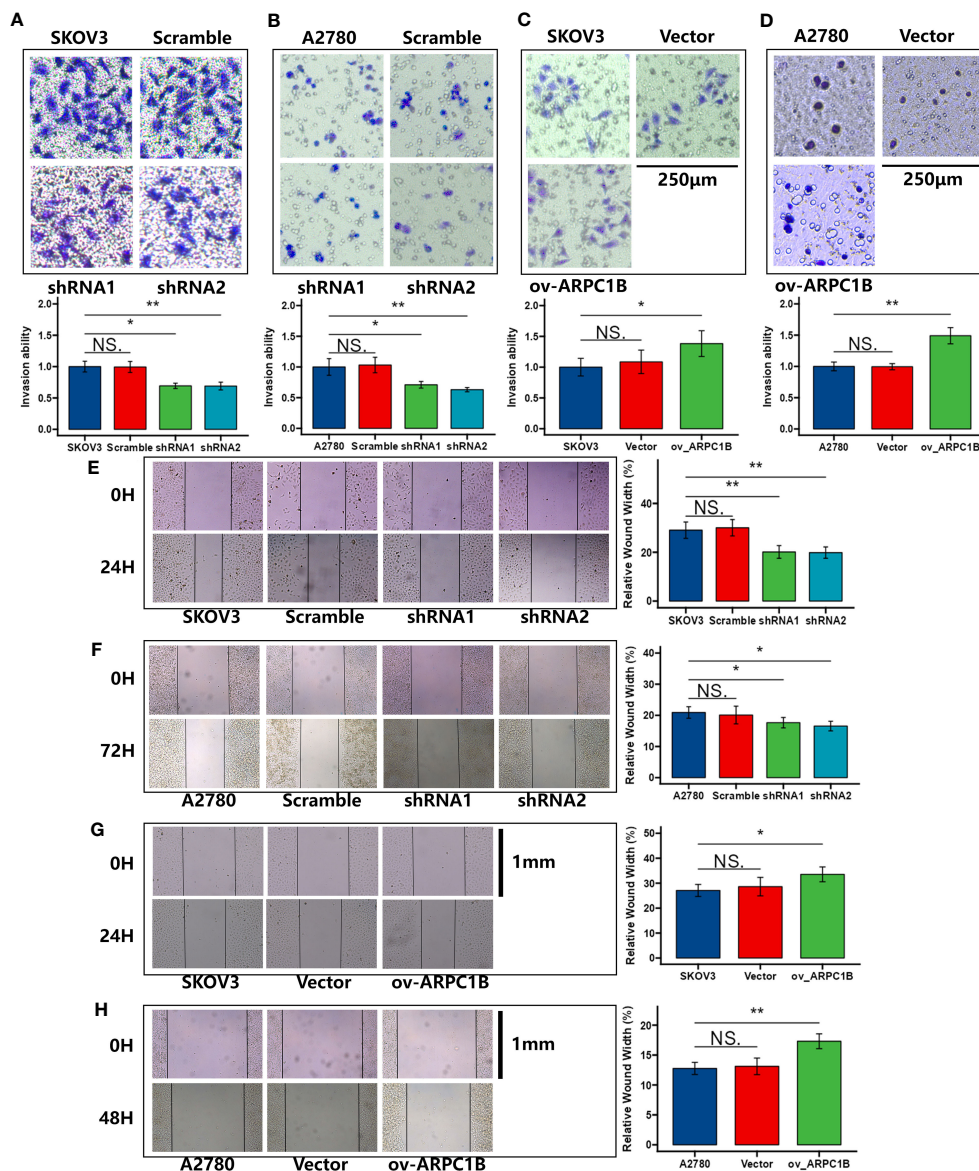 A
SKOV3 Scramble
shRNA1 shRNA2
Invasion ability
2.0
1.5
1.0
0.5
0.0
**
*
NS.
SKOV3 Scramble shRNA1 shRNA2
B
A2780 Scramble
shRNA1 shRNA2
Invasion ability
2.0
1.5
1.0
0.5
0.0
**
*
NS.
A2780 Scramble shRNA1 shRNA2
C
SKOV3 Vector
250μm
ov-ARPC1B
Invasion ability
2.0
1.5
1.0
0.5
0.0
*
NS.
SKOV3 Vector ov_ARPC1B
D
A2780 Vector
250μm
ov-ARPC1B
Invasion ability
2.0
1.5
1.0
0.5
0.0
**
NS.
A2780 Vector ov_ARPC1B
E
0H
24H
SKOV3 Scramble shRNA1 shRNA2
Relative Wound Width (%)
40
20
0
**
**
NS.
SKOV3 Scramble shRNA1 shRNA2
F
0H
72H
A2780 Scramble shRNA1 shRNA2
Relative Wound Width (%)
40
30
20
10
0
*
*
NS.
A2780 Scramble shRNA1 shRNA2
G
0H
1mm
24H
SKOV3 Vector ov-ARPC1B
Relative Wound Width (%)
50
40
30
20
10
0
*
NS.
SKOV3 Vector ov_ARPC1B
H
0H
1mm
48H
A2780 Vector ov-ARPC1B
Relative Wound Width (%)
20
15
10
5
0
**
NS.
A2780 Vector ov_ARPC1B